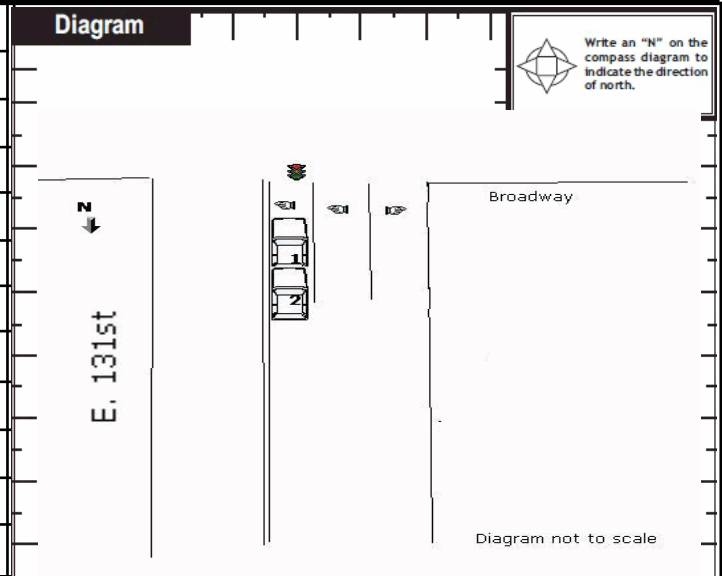 Diagram
Write an “N” on the
compass diagram to
indicate the direction
of north.
Broadway
N
1
2
E. 131st
Diagram not to scale